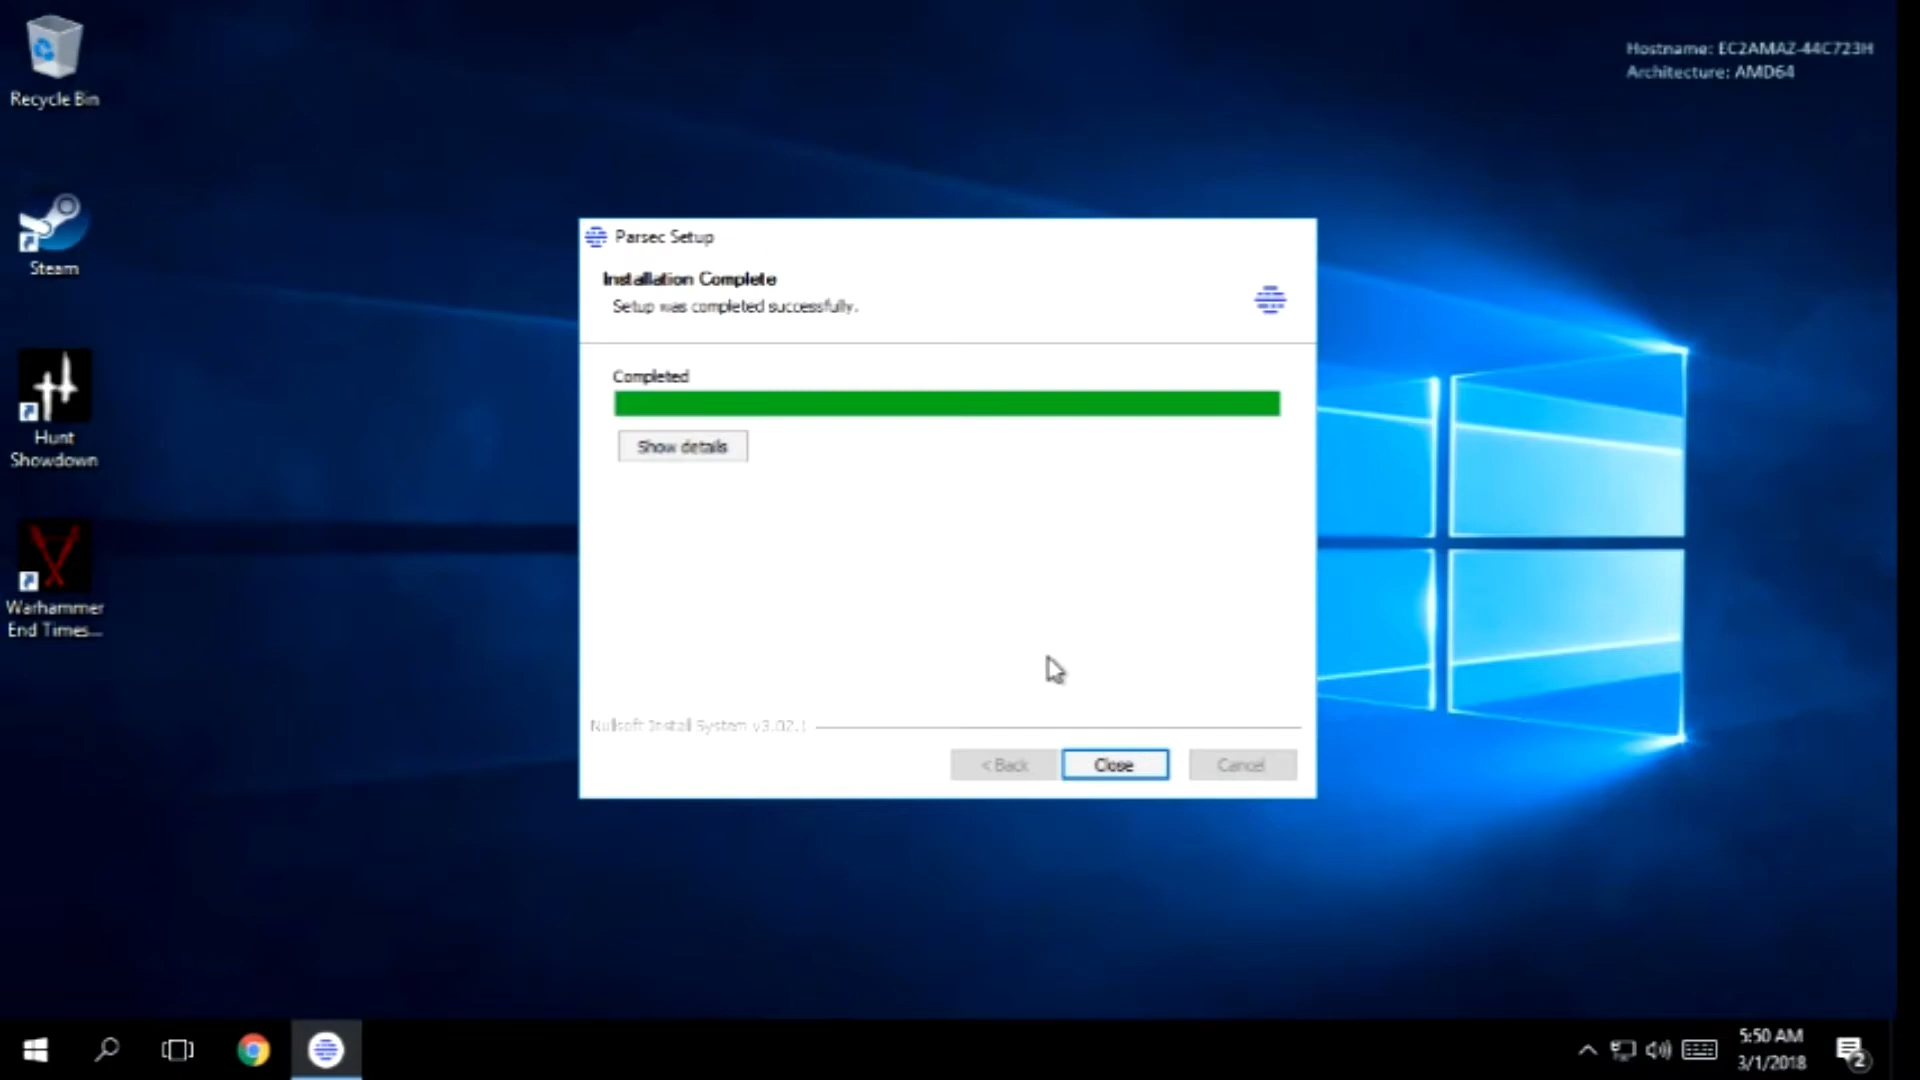 Recycle Bin
Steam
Hunt
Showdown
Warhammer
End Times...
Hostname: EC2AMAZ-44C723H
Architecture: AMD64
Parsec Setup
Installation Complete
Setup was completed successfully.
Completed
Show details
Nullsoft Install System v3.02.1
< Back
Close
Cancel
5:50 AM
3/1/2018
2